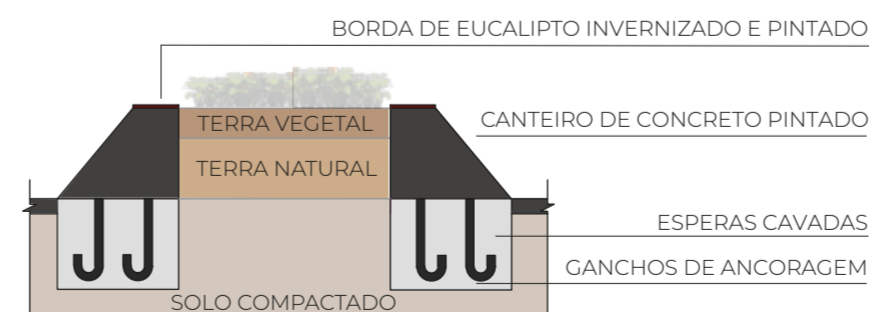 BORDA DE EUCALIPTO INVERNIZADO E PINTADO
TERRA VEGETAL
CANTEIRO DE CONCRETO PINTADO
TERRA NATURAL
ESPERAS CAVADAS
GANCHOS DE ANCORAGEM
SOLO COMPACTADO